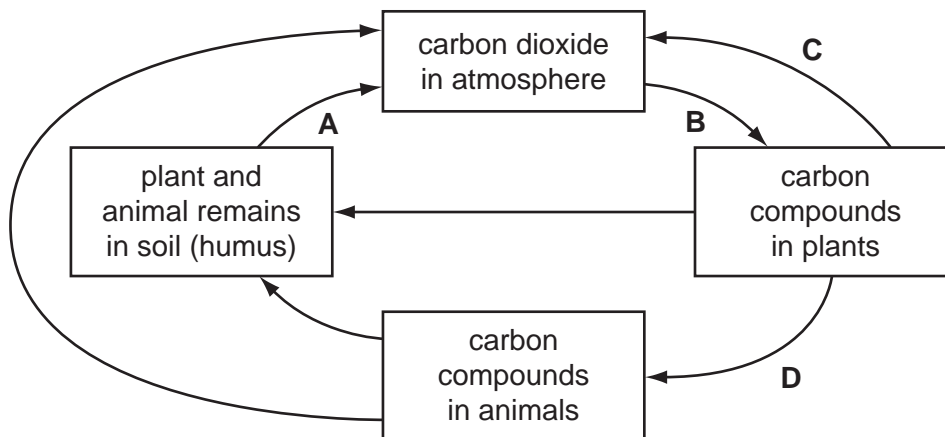 carbon dioxide
in atmosphere
C
A
B
plant and
animal remains
in soil (humus)
carbon
compounds
in plants
carbon
compounds
in animals
D